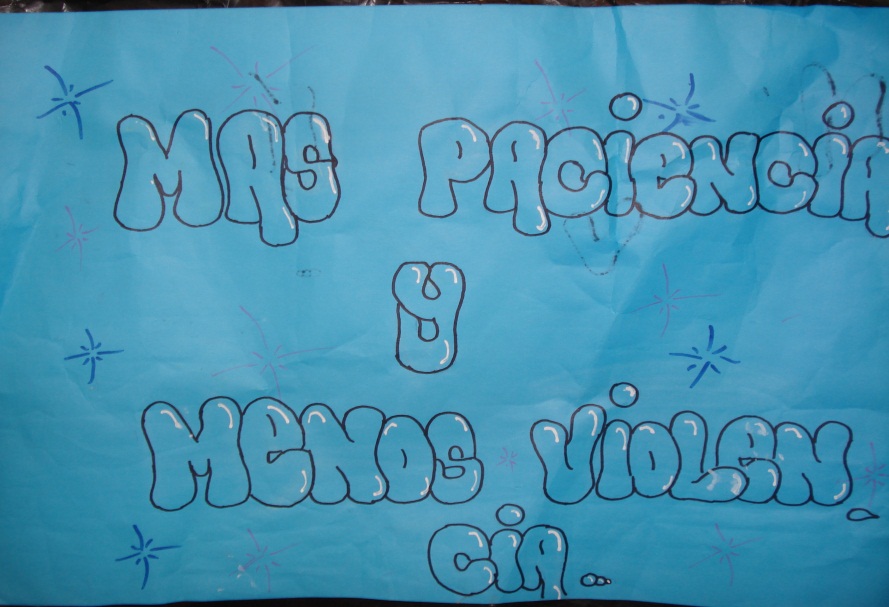 MAS PACIENCIA
Y
MENOS VIOLEN
CIA...